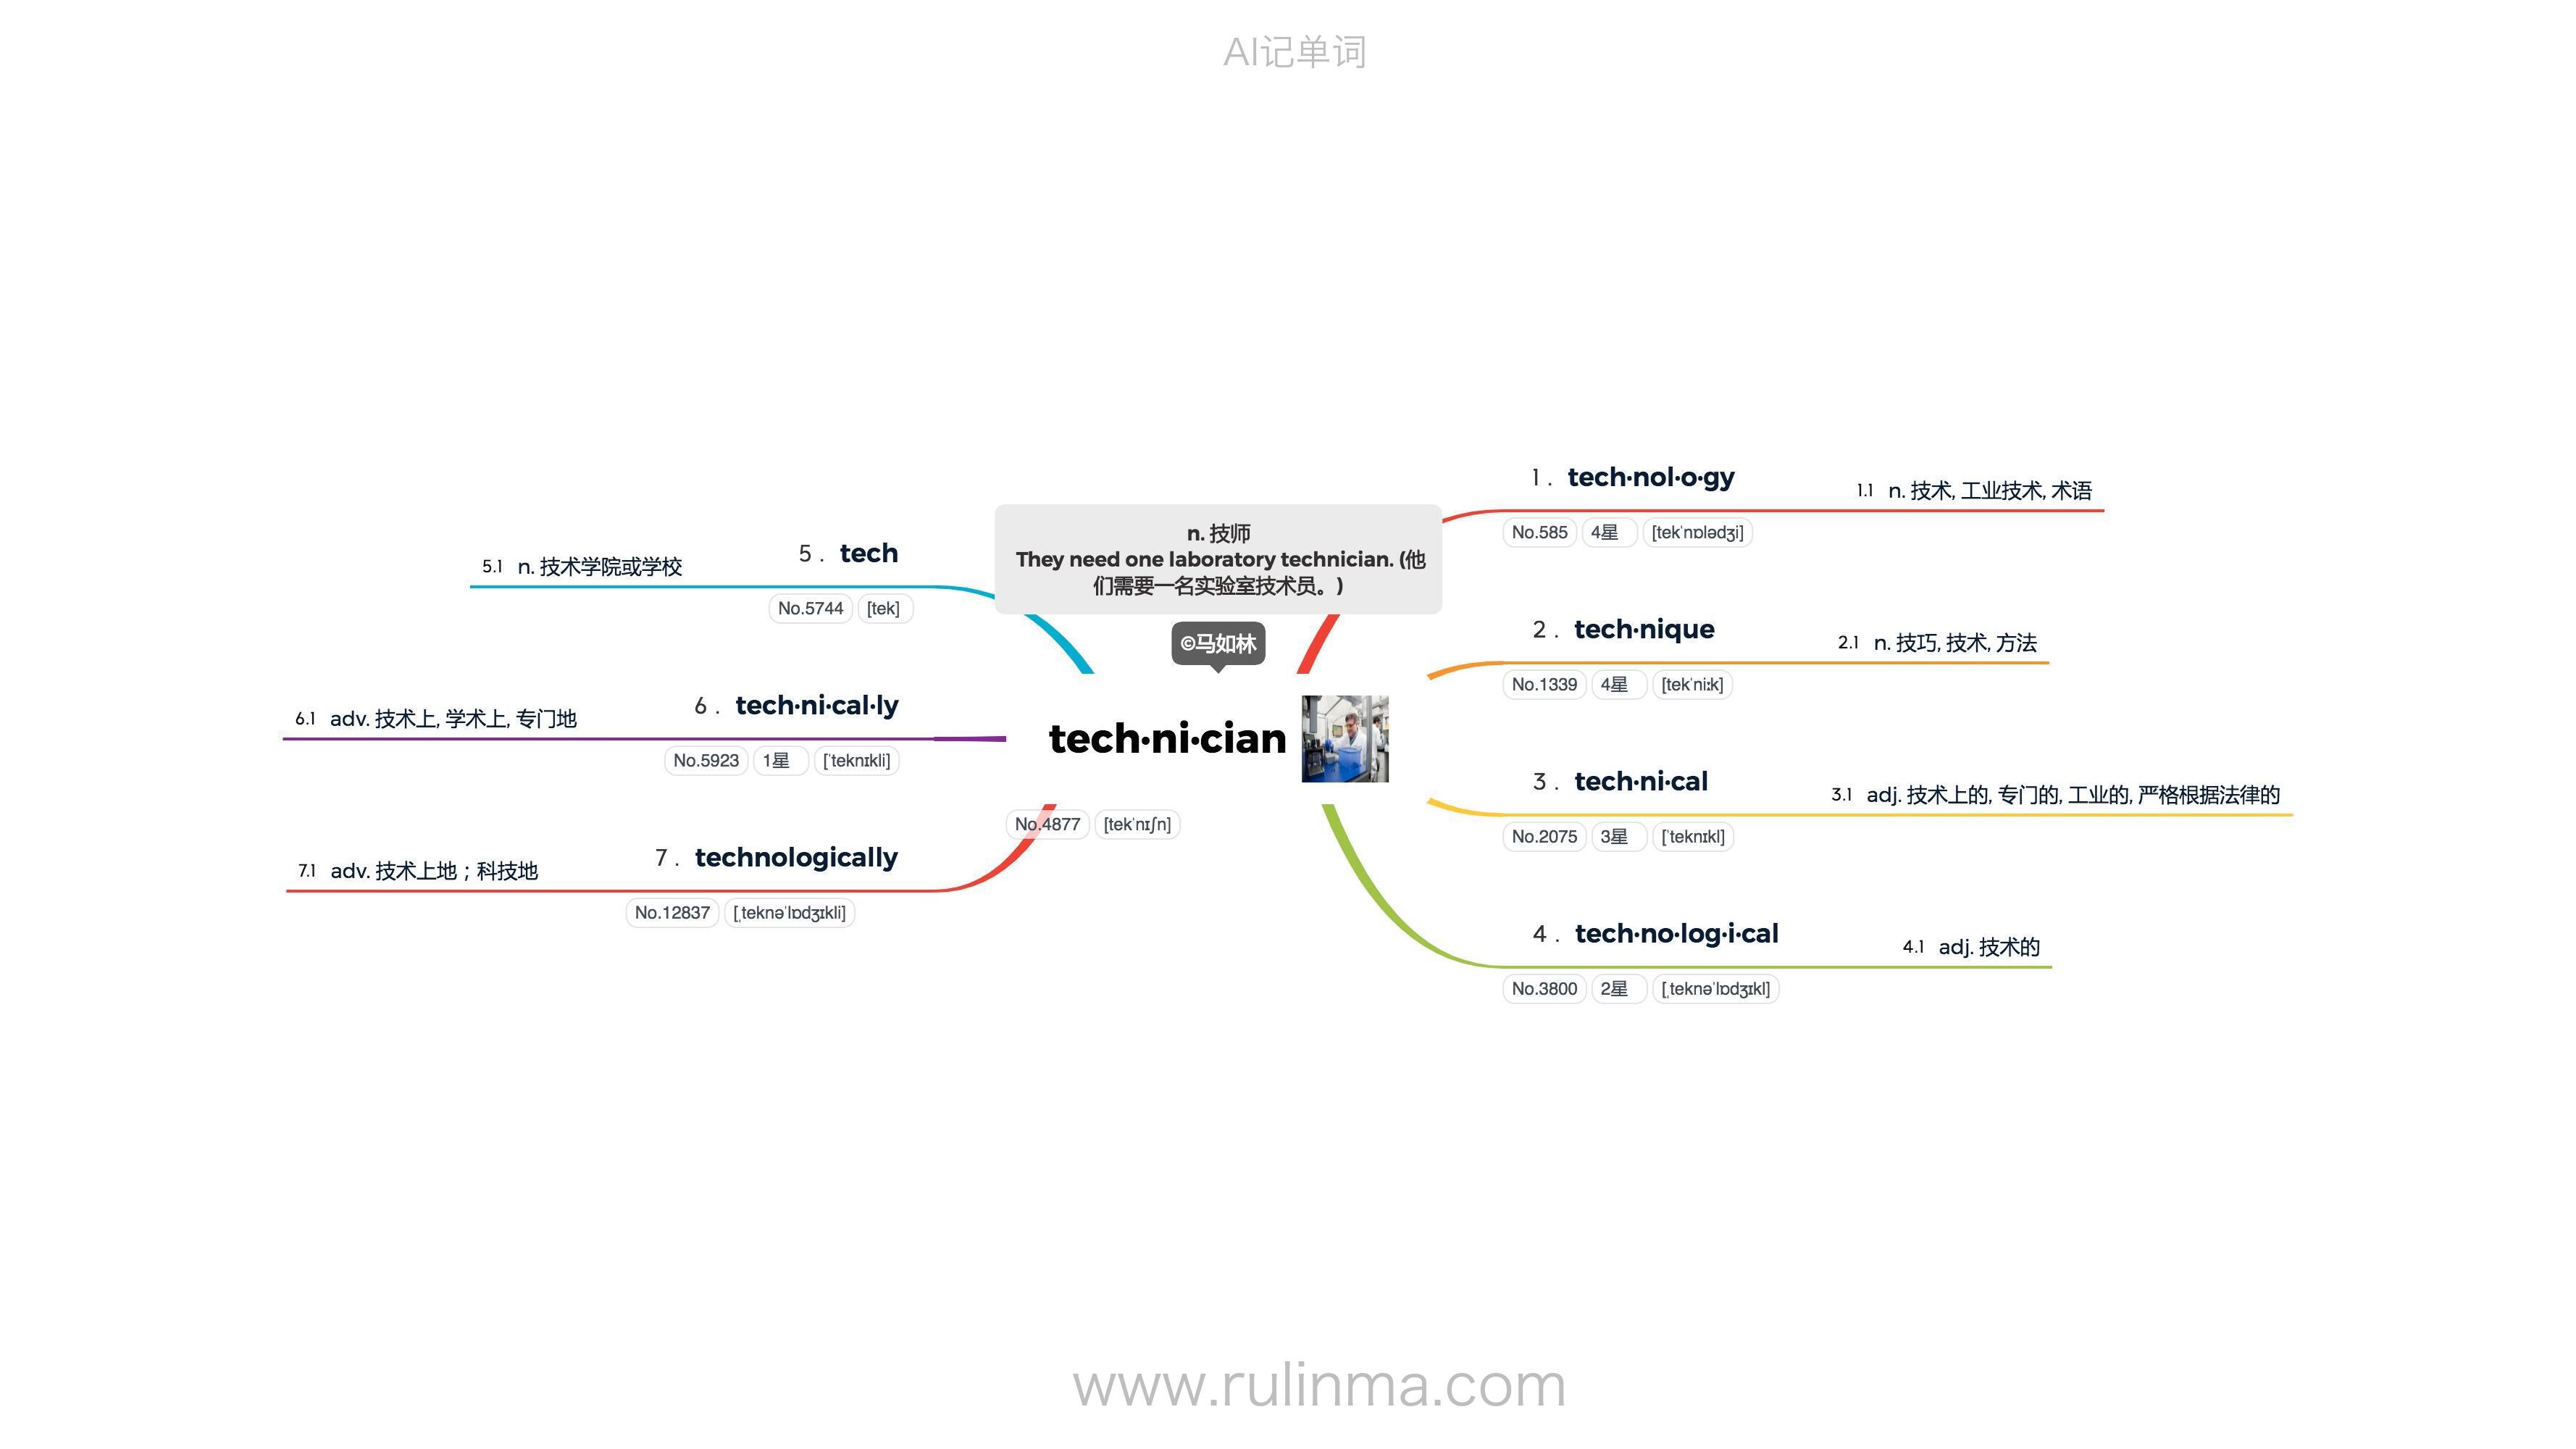 AI记单词
n. 技师
They need one laboratory technician. (他
们需要一名实验室技术员。)
©马如林
tech·ni·cian
No.4877 [tekˈnɪʃn]
1 . tech·nol·o·gy
1.1 n. 技术, 工业技术, 术语
No.585 4星 [tekˈnɒlədʒi]
2 . tech·nique
2.1 n. 技巧, 技术, 方法
No.1339 4星 [tekˈniːk]
3 . tech·ni·cal
3.1 adj. 技术上的, 专门的, 工业的, 严格根据法律的
No.2075 3星 [ˈteknɪkl]
4 . tech·no·log·i·cal
4.1 adj. 技术的
No.3800 2星 [ˌteknəˈlɒdʒɪkl]
5 . tech
5.1 n. 技术学院或学校
No.5744 [tek]
6 . tech·ni·cal·ly
6.1 adv. 技术上, 学术上, 专门地
No.5923 1星 [ˈteknɪkli]
7 . technologically
7.1 adv. 技术上地；科技地
No.12837 [ˌteknəˈlɒdʒɪkli]
www.rulinma.com